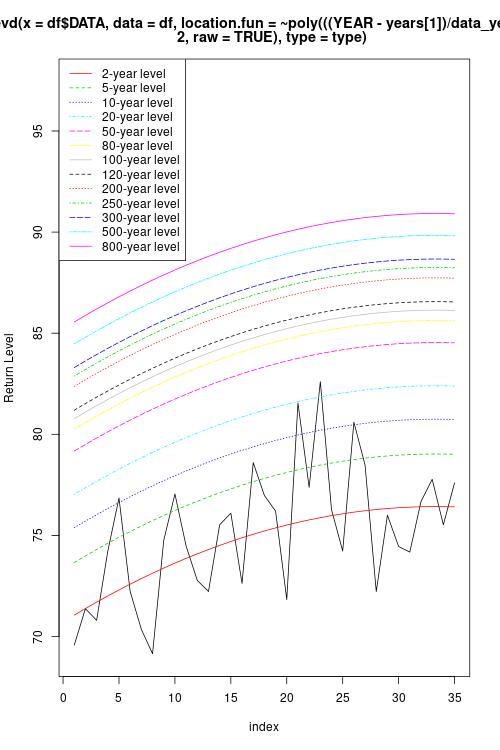 evd(x = df$DATA, data = df, location.fun = ~poly(((YEAR - years[1])/data_ye
2, raw = TRUE), type = type)
2-year level
5-year level
10-year level
20-year level
50-year level
80-year level
100-year level
120-year level
200-year level
250-year level
300-year level
500-year level
800-year level
Return Level
95
90
85
80
75
70
0 5 10 15 20 25 30 35
index